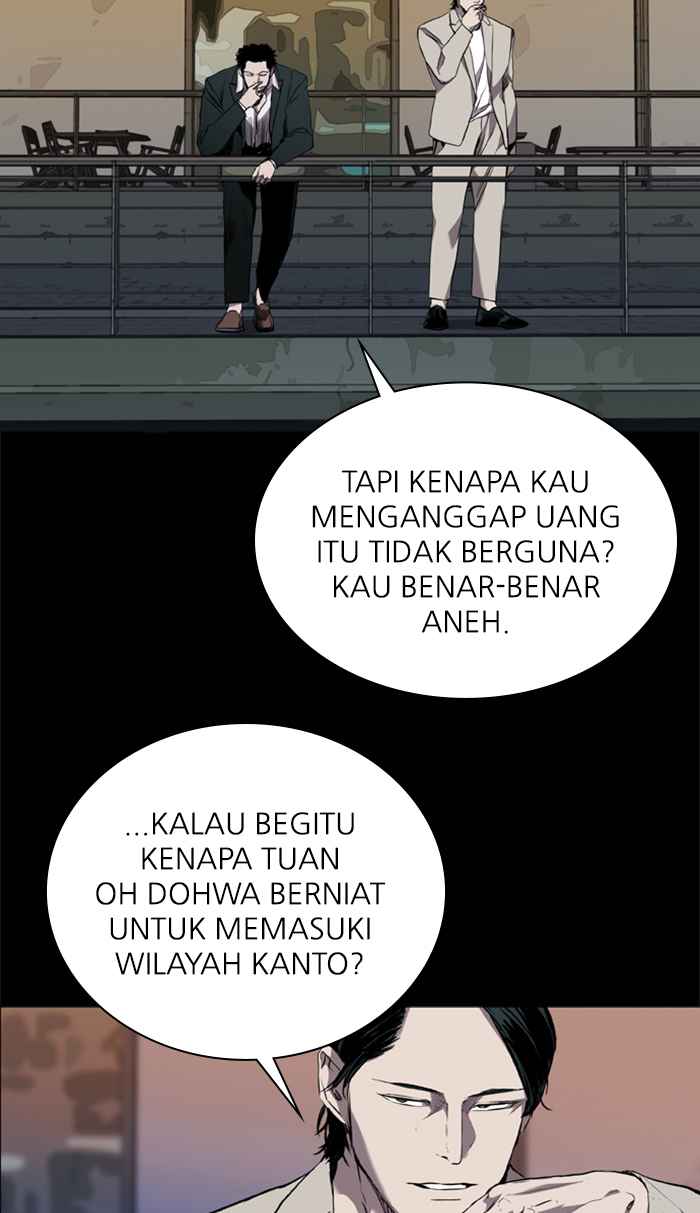 TAPI KENAPA KAU
MENGANGGAP UANG
ITU TIDAK BERGUNA?
KAU BENAR-BENAR
ANEH.
...KALAU BEGITU
KENAPA TUAN
OH DOHWA BERNIAT
UNTUK MEMASUKI
WILAYAH KANTO?